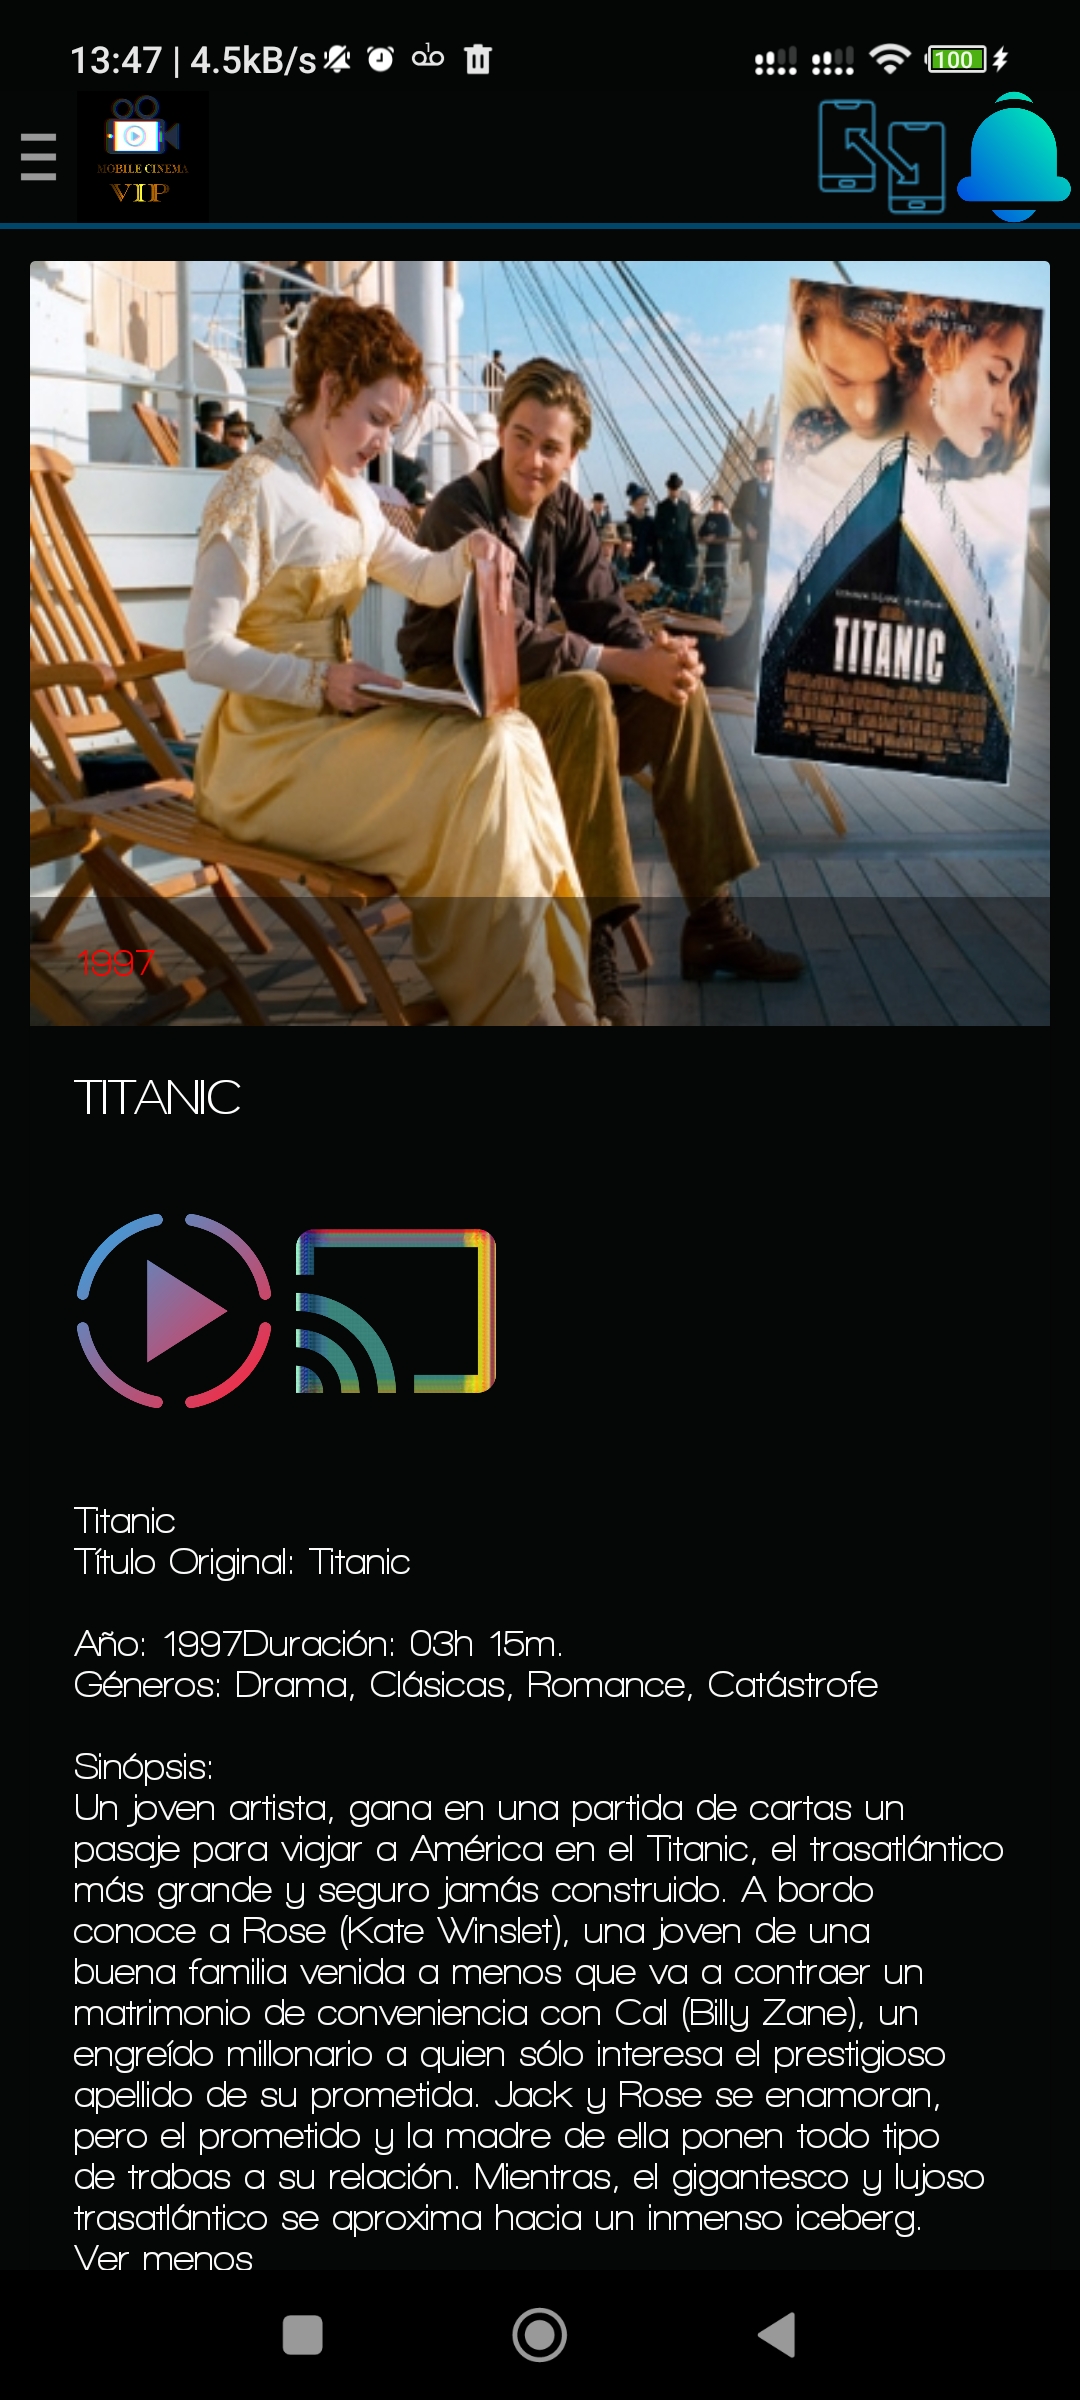 13:47 | 4.5kB/s
100
MOBILE CINEMA
VIP
TITANIC
1997
TITANIC
Titanic
Título Original: Titanic
Año: 1997Duración: 03h 15m.
Géneros: Drama, Clásicas, Romance, Catástrofe
Sinópsis:
Un joven artista, gana en una partida de cartas un
pasaje para viajar a América en el Titanic, el trasatlántico
más grande y seguro jamás construido. A bordo
conoce a Rose (Kate Winslet), una joven de una
buena familia venida a menos que va a contraer un
matrimonio de conveniencia con Cal (Billy Zane), un
engreído millonario a quien sólo interesa el prestigioso
apellido de su prometida. Jack y Rose se enamoran,
pero el prometido y la madre de ella ponen todo tipo
de trabas a su relación. Mientras, el gigantesco y lujoso
trasatlántico se aproxima hacia un inmenso iceberg.
Ver menos